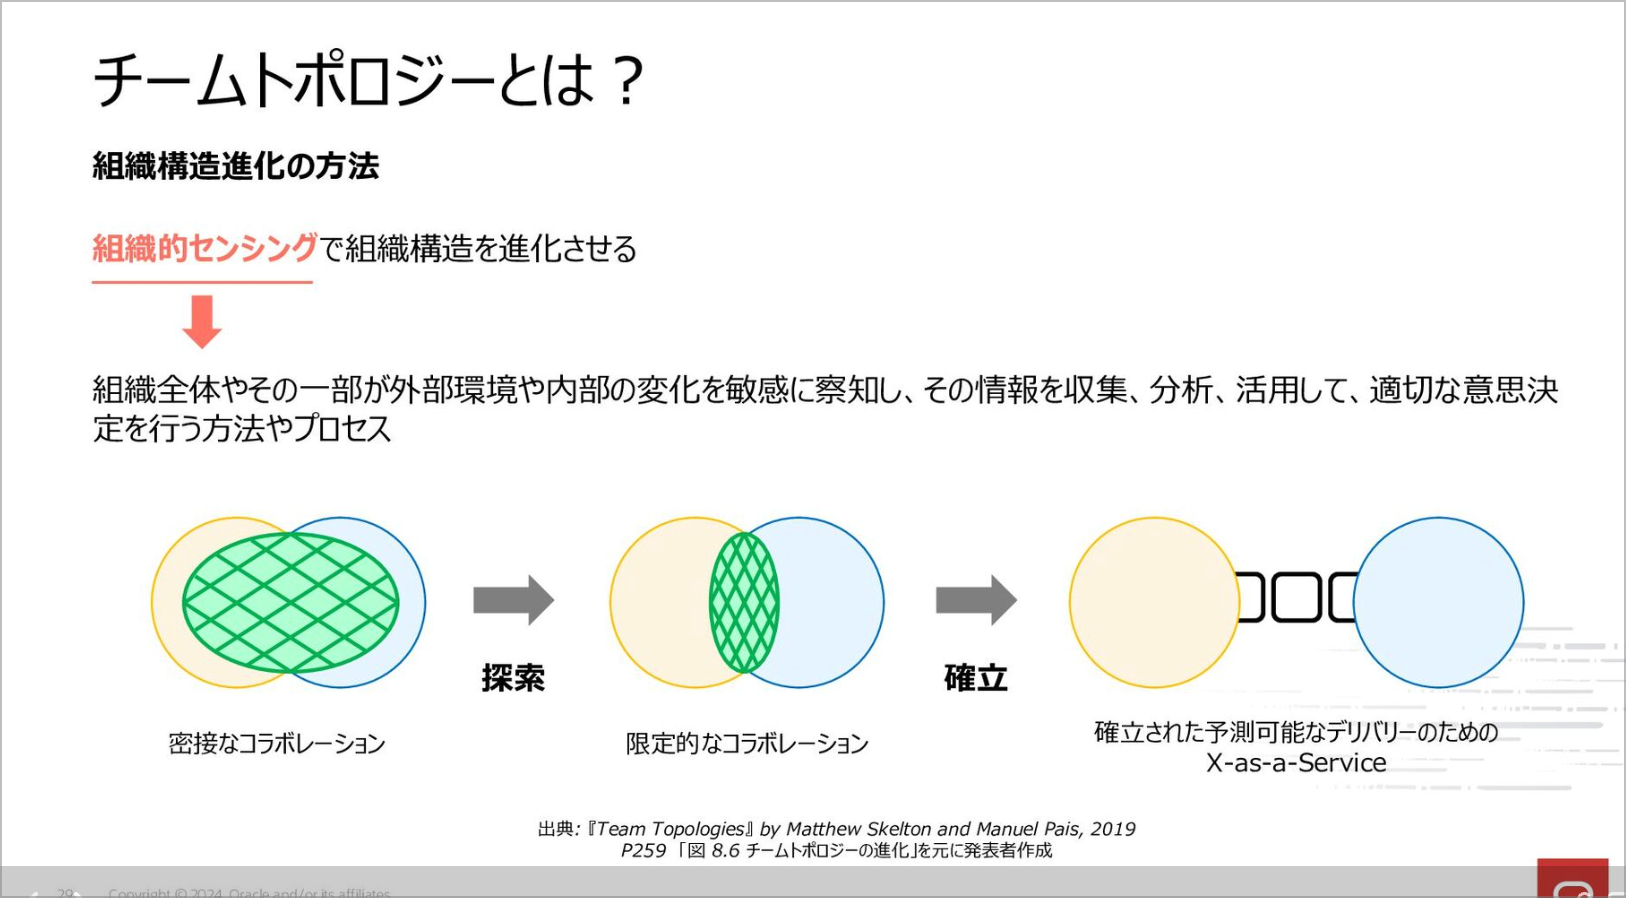 チームトポロジーとは？
組織構造進化の方法
組織的センシングで組織構造を進化させる
組織全体やその一部が外部環境や内部の変化を敏感に察知し、その情報を収集、分析、活用して、適切な意思決
定を行う方法やプロセス
探索
確立
密接なコラボレーション
限定的なコラボレーション
確立された予測可能なデリバリーのための
X-as-a-Service
出典:『Team Topologies』by Matthew Skelton and Manuel Pais, 2019
P259 「図 8.6 チームトポロジーの進化」を元に発表者作成
29 Copyright © 2024, Oracle and/or its affiliates